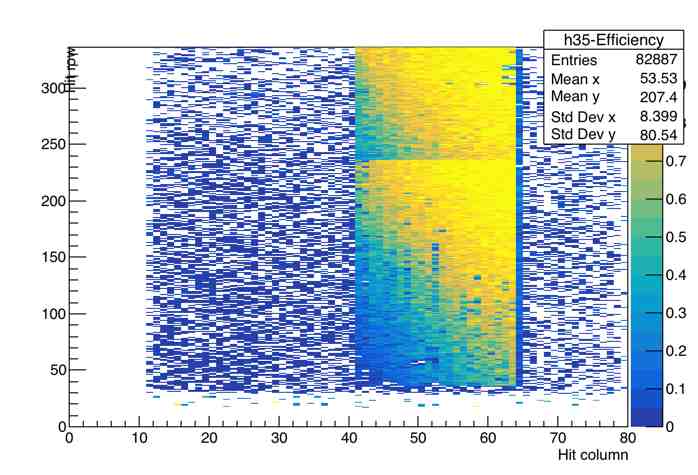 h35-Efficiency
Entries 82887
Mean x 53.53
Mean y 207.4
Std Dev x 8.399
Std Dev y 80.54
300
250
200
150
100
50
0
0 10 20 30 40 50 60 70 80
Hit column
0.7
0.6
0.5
0.4
0.3
0.2
0.1
0